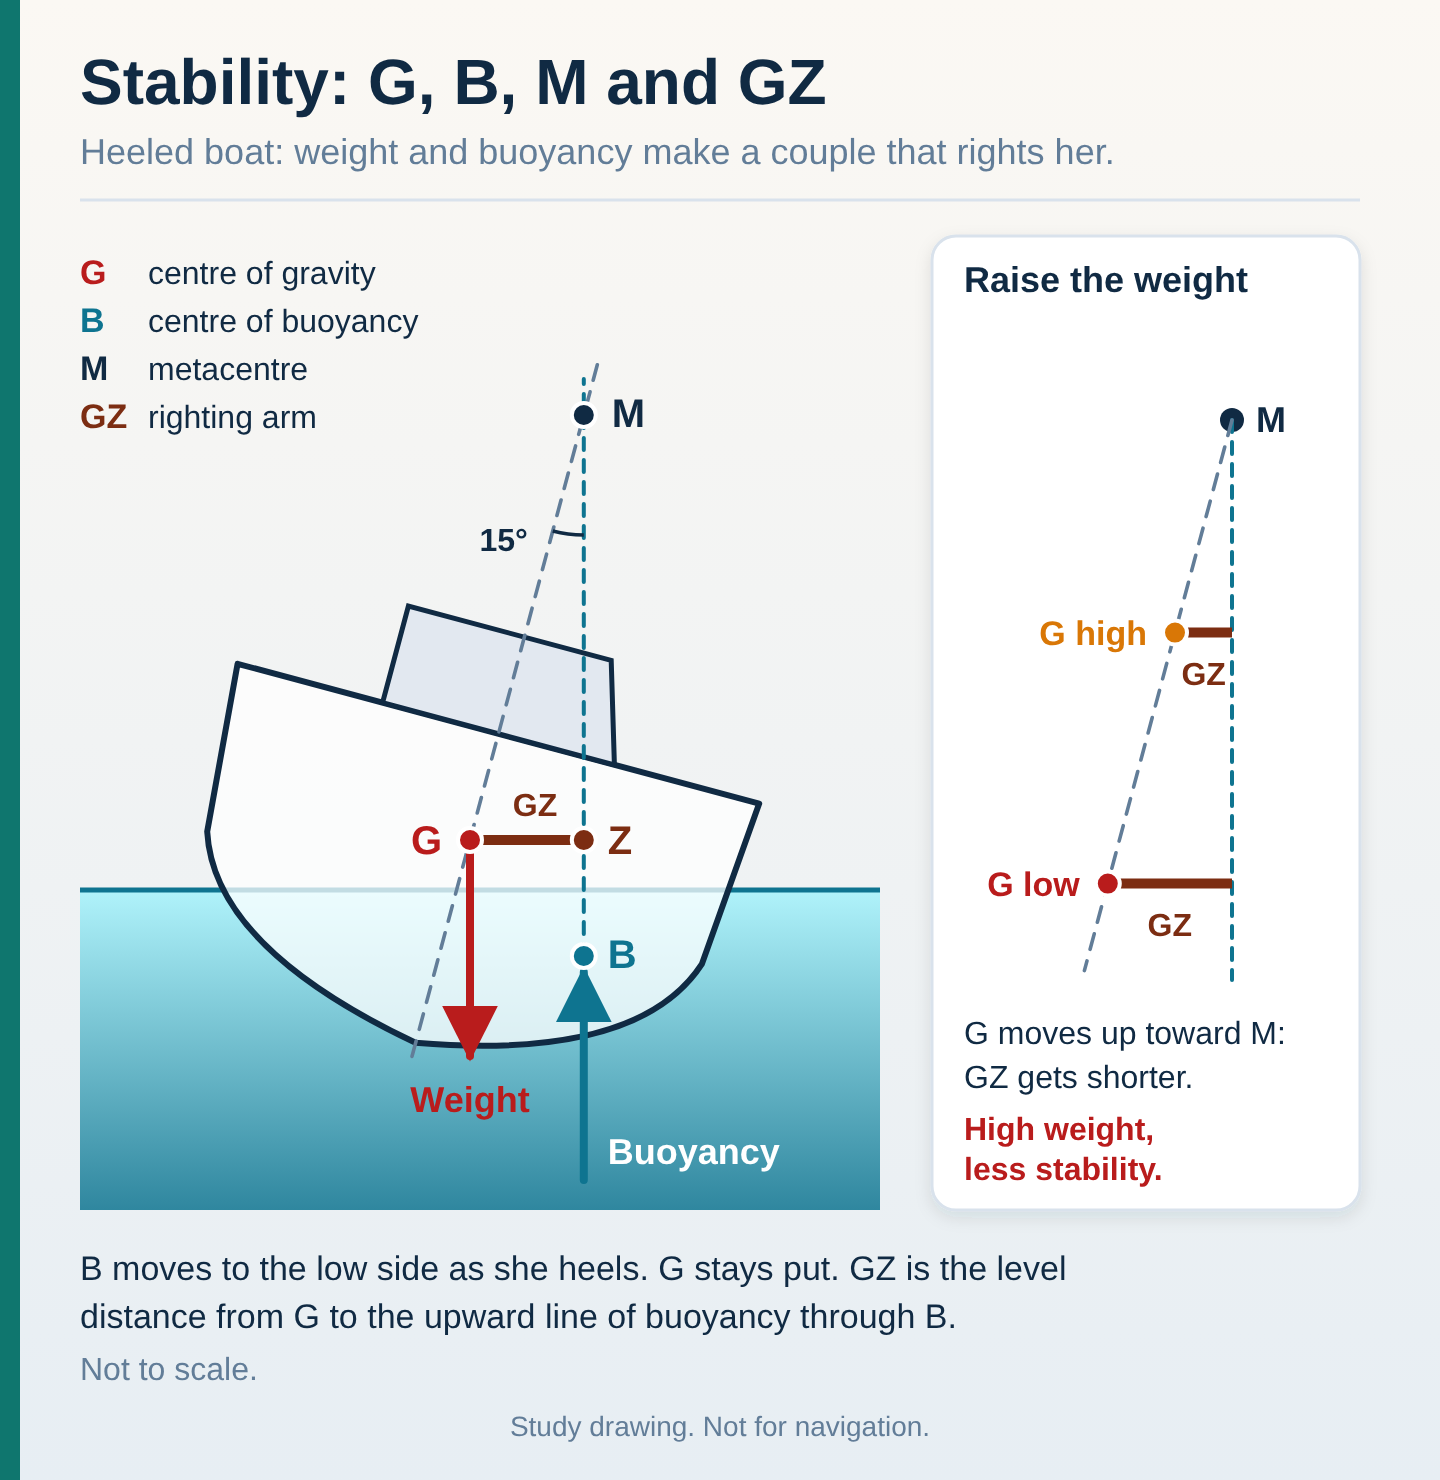 Stability: G, B, M and GZ
Heeled boat: weight and buoyancy make a couple that rights her.
G centre of gravity
B centre of buoyancy
M metacentre
GZ righting arm
M
15°
GZ
G
Z
B
Weight
Buoyancy
Raise the weight
M
G high
GZ
G low
GZ
G moves up toward M:
GZ gets shorter.
High weight,
less stability.
B moves to the low side as she heels. G stays put. GZ is the level
distance from G to the upward line of buoyancy through B.
Not to scale.
Study drawing. Not for navigation.